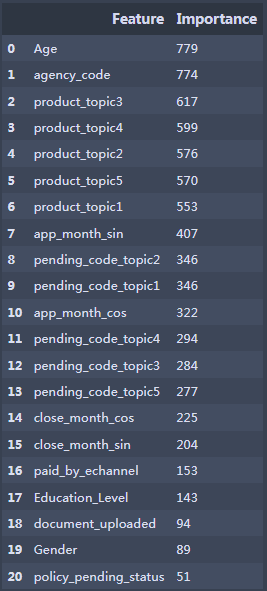 Feature Importance
0 Age 779
1 agency_code 774
2 product_topic3 617
3 product_topic4 599
4 product_topic2 576
5 product_topic5 570
6 product_topic1 553
7 app_month_sin 407
8 pending_code_topic2 346
9 pending_code_topic1 346
10 app_month_cos 322
11 pending_code_topic4 294
12 pending_code_topic3 284
13 pending_code_topic5 277
14 close_month_cos 225
15 close_month_sin 204
16 paid_by_echannel 153
17 Education_Level 143
18 document_uploaded 94
19 Gender 89
20 policy_pending_status 51